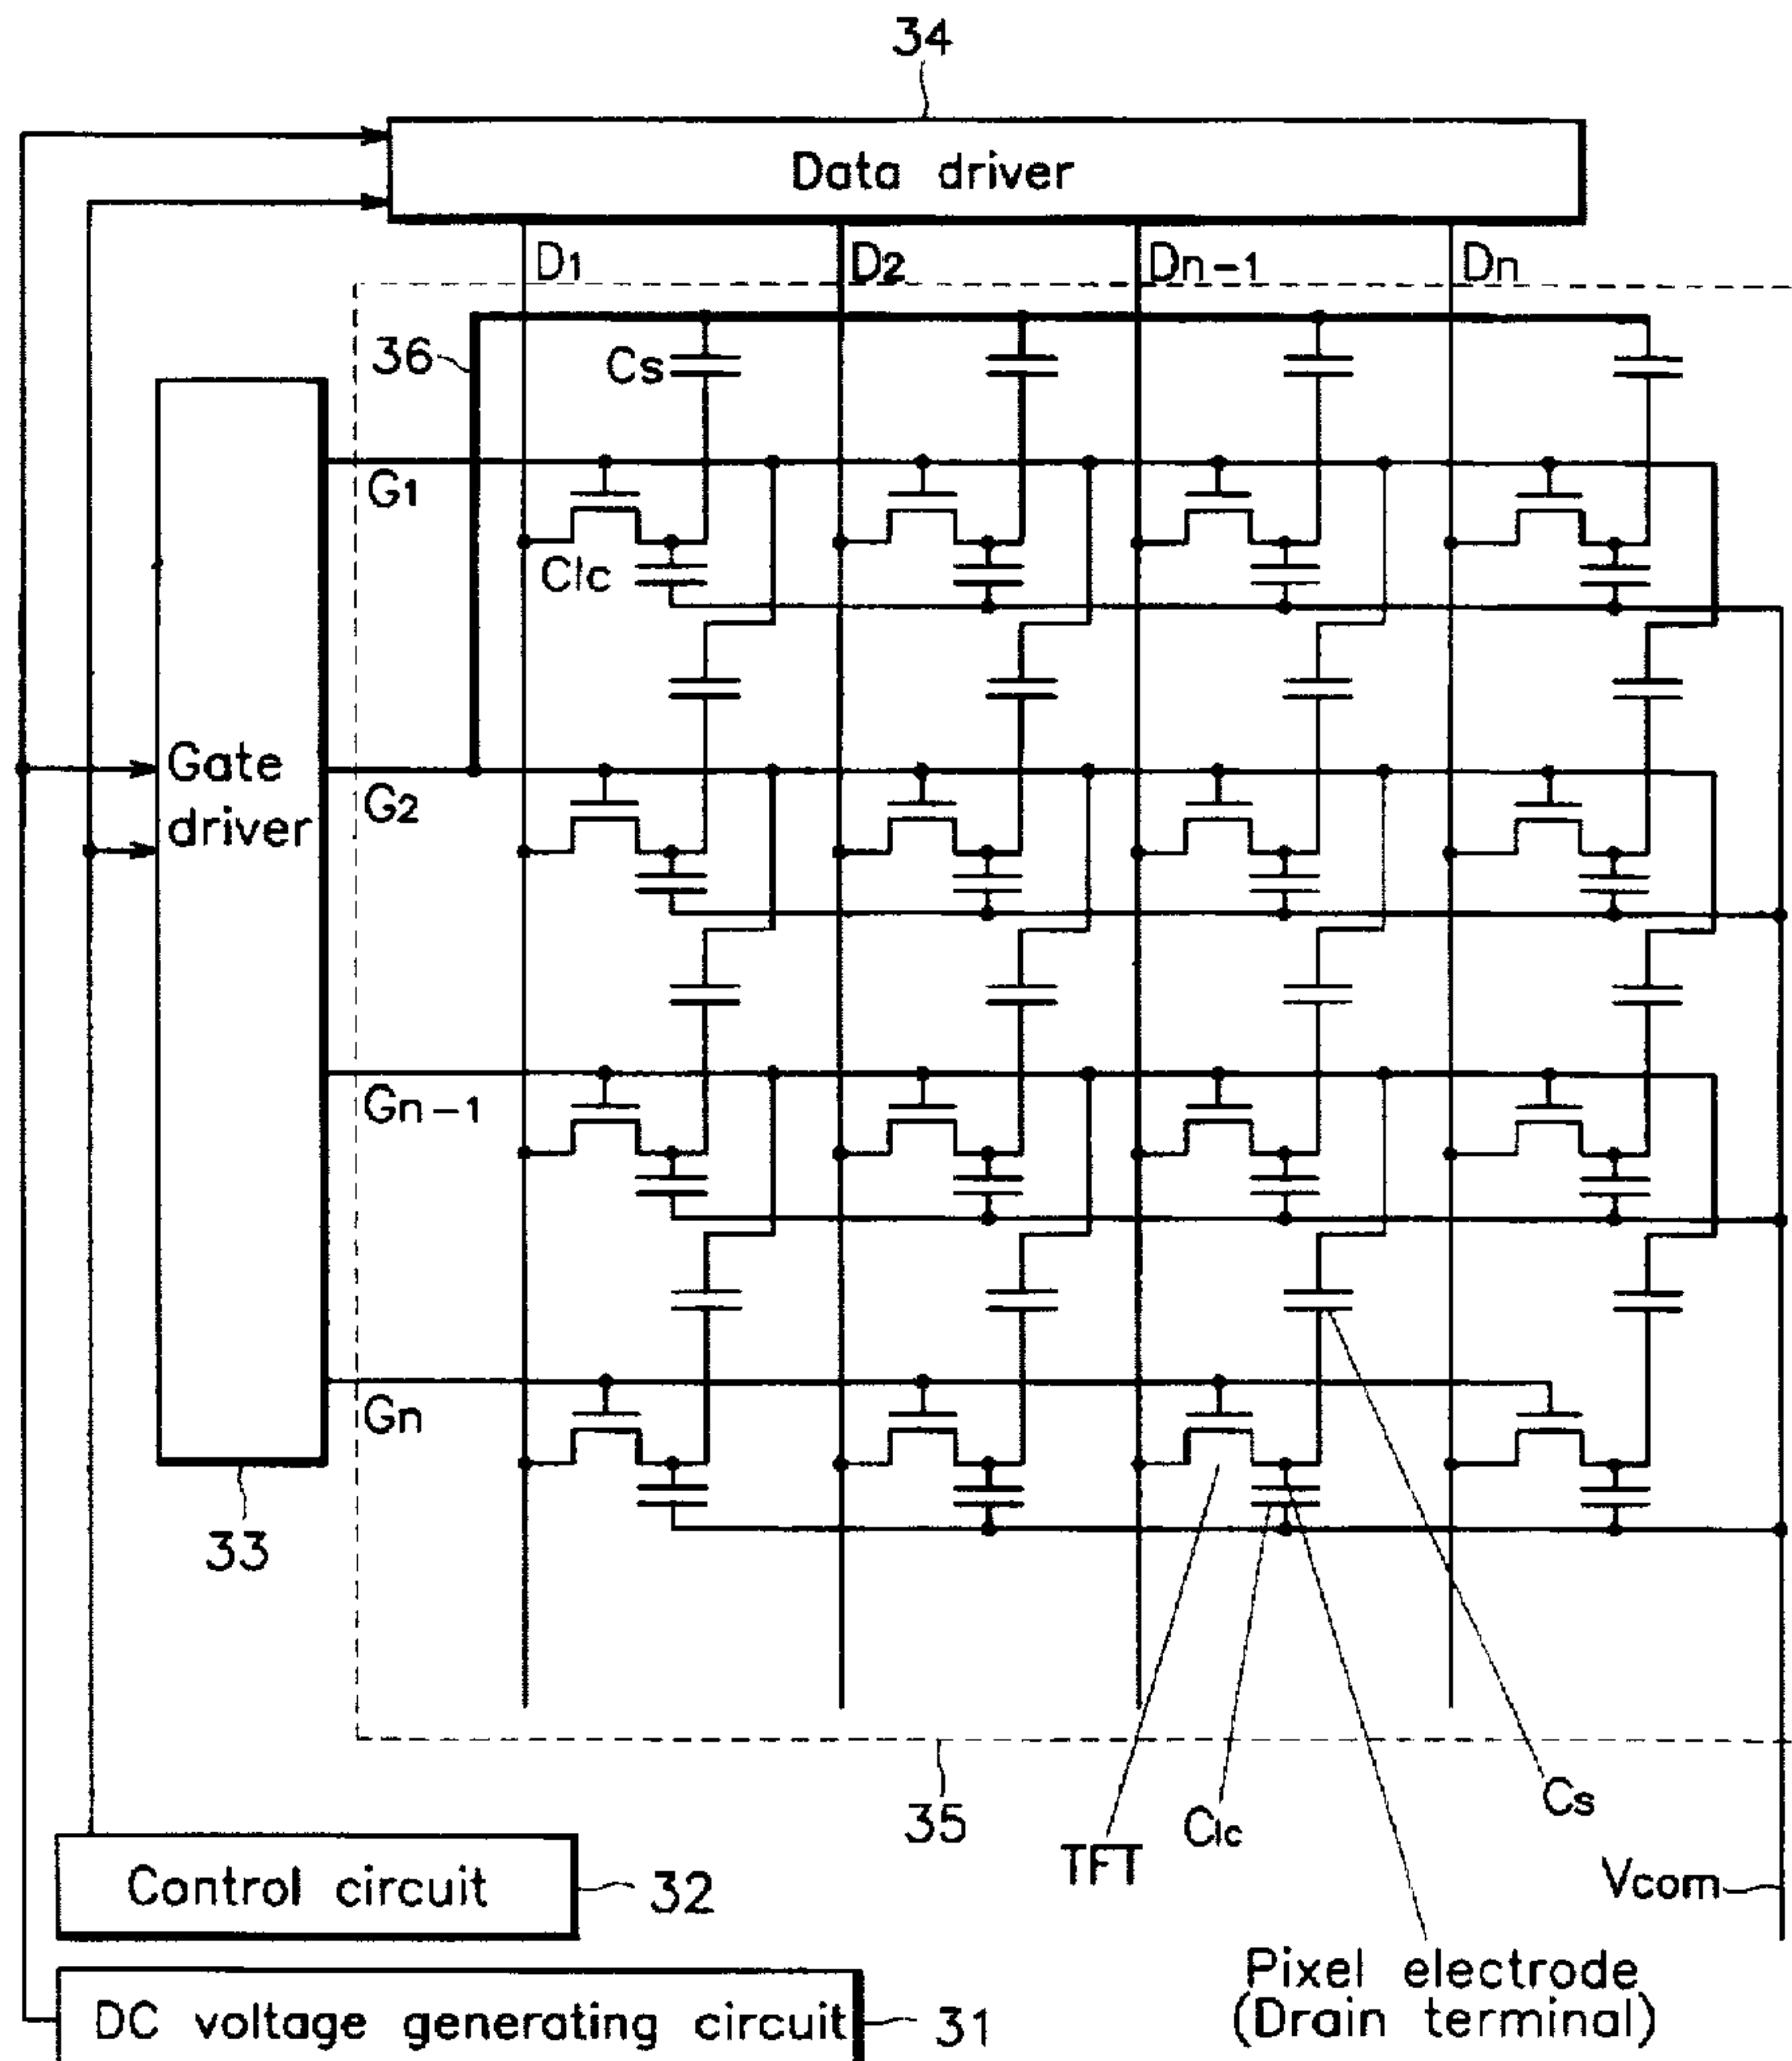 34
Data driver
D1
D2
Dn-1
Dn
36
Cs
G1
Clc
Gate
driver
G2
Gn-1
Gn
33
35
TFT
Clc
Cs
Control circuit
32
Vcom
Pixel electrode
(Drain terminal)
DC voltage generating circuit
31